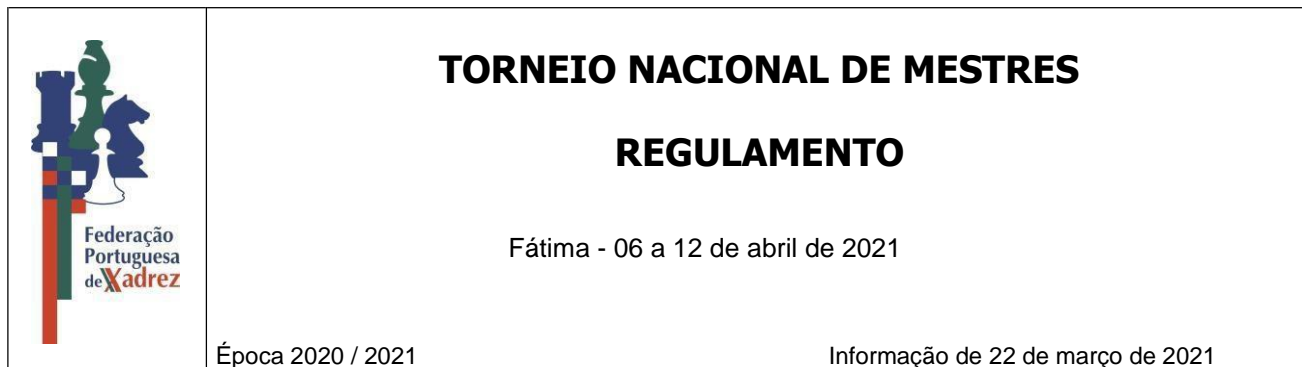 TORNEIO NACIONAL DE MESTRES
REGULAMENTO
Fátima - 06 a 12 de abril de 2021
Federação
Portuguesa
de Xadrez
Época 2020 / 2021
Informação de 22 de março de 2021